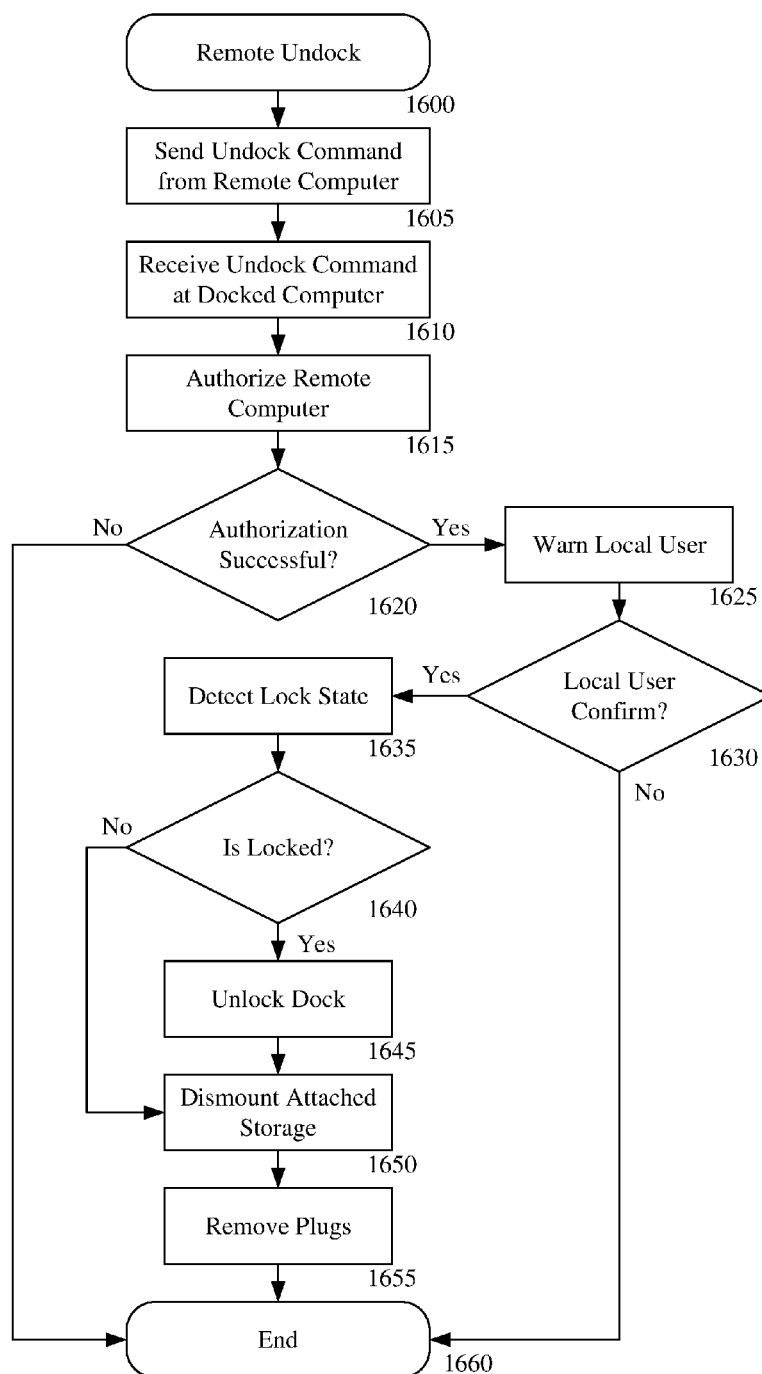 Remote Undock
1600
Send Undock Command
from Remote Computer
1605
Receive Undock Command
at Docked Computer
1610
Authorize Remote
Computer
1615
No
Authorization
Successful?
Yes
1620
Warn Local User
1625
Local User
Confirm?
Yes
1630
No
Detect Lock State
1635
No
Is Locked?
1640
Yes
Unlock Dock
1645
Dismount Attached
Storage
1650
Remove Plugs
1655
End
1660